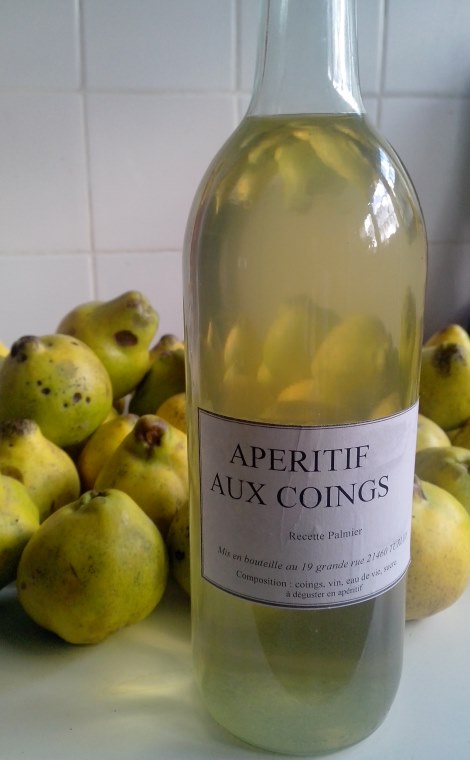 APERITIF
AUX COINGS
Recette Palmier
Mis en bouteille au 19 grande rue 21460
Composition : coings, vin, eau de vie, sucre
à déguster en apéritif